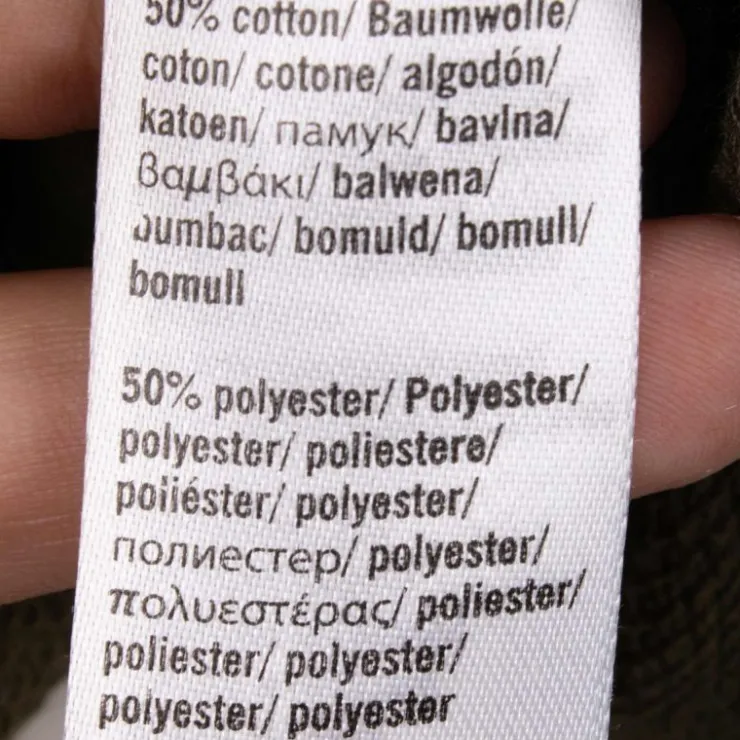 50% cotton/ Baumwolle/
coton/ cotone/ algodón/
katoen/ памук/ bavlna/
βαμβάκι/ balwena/
bumbac/ bomuld/ bomull/
bomull
50% polyester/ Polyester/
polyester/ poliestere/
poliéster/ polyester/
полиестер/ polyester/
πολυεστέρας/ poliester/
poliester/ polyester/
polyester/ polyester